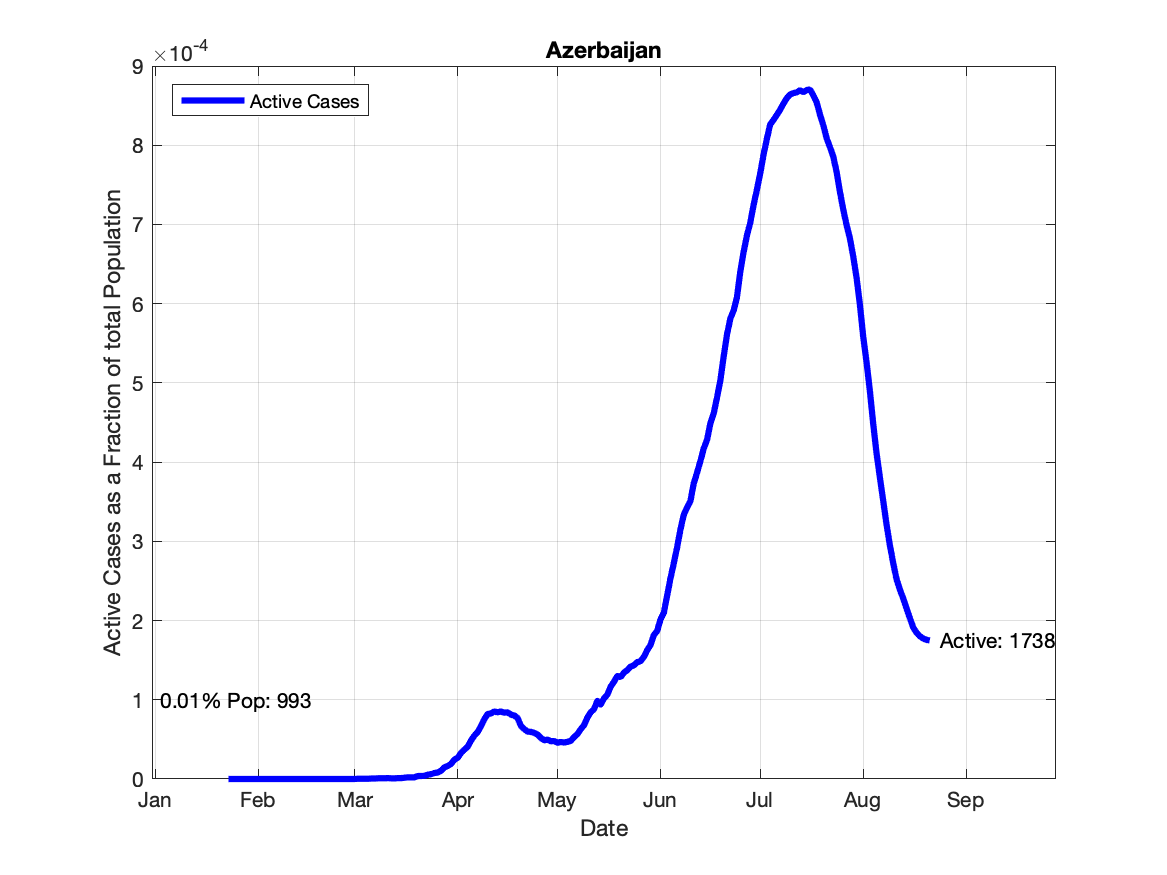 Azerbaijan
×10-4
Active Cases
9
8
7
6
5
4
3
2
1
0
Active Cases as a Fraction of total Population
0.01% Pop: 993
Active: 1738
Jan Feb Mar Apr May Jun Jul Aug Sep
Date